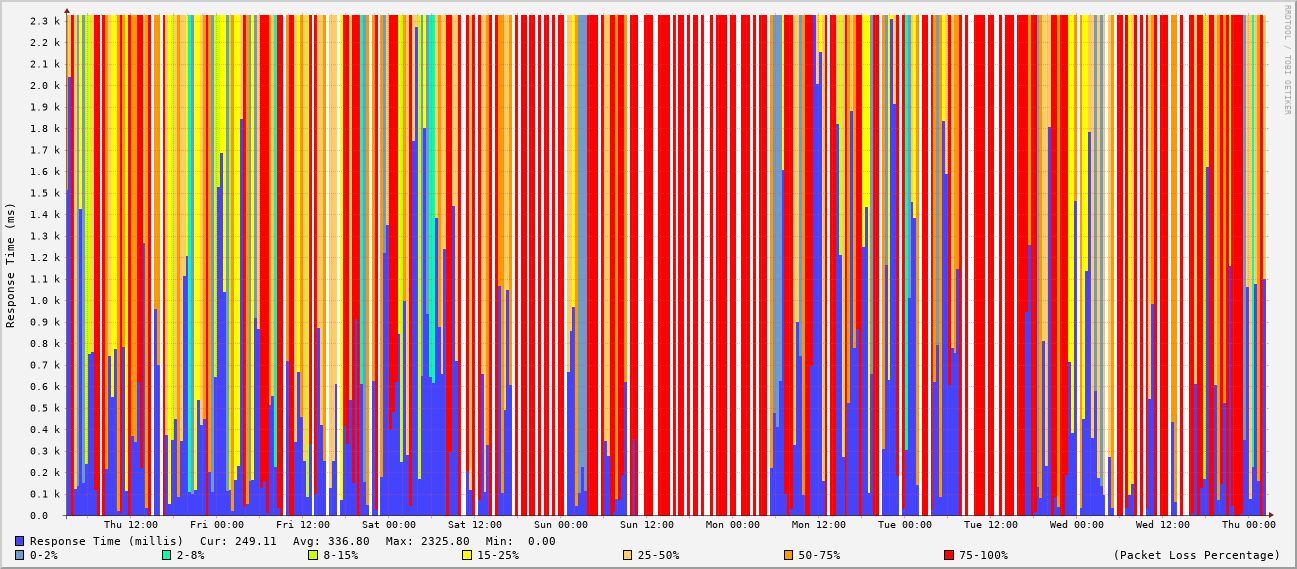 RRDTOOL / TOBI OETIKER
Response Time (ms)
2.3 k
2.2 k
2.1 k
2.0 k
1.9 k
1.8 k
1.7 k
1.6 k
1.5 k
1.4 k
1.3 k
1.2 k
1.1 k
1.0 k
0.9 k
0.8 k
0.7 k
0.6 k
0.5 k
0.4 k
0.3 k
0.2 k
0.1 k
0.0
Thu 12:00 Fri 00:00 Fri 12:00 Sat 00:00 Sat 12:00 Sun 00:00 Sun 12:00 Mon 00:00 Mon 12:00 Tue 00:00 Tue 12:00 Wed 00:00 Wed 12:00 Thu 00:00
Response Time (millis) Cur: 249.11 Avg: 336.80 Max: 2325.80 Min: 0.00
0-2% 2-8% 8-15% 15-25% 25-50% 50-75% 75-100% (Packet Loss Percentage)